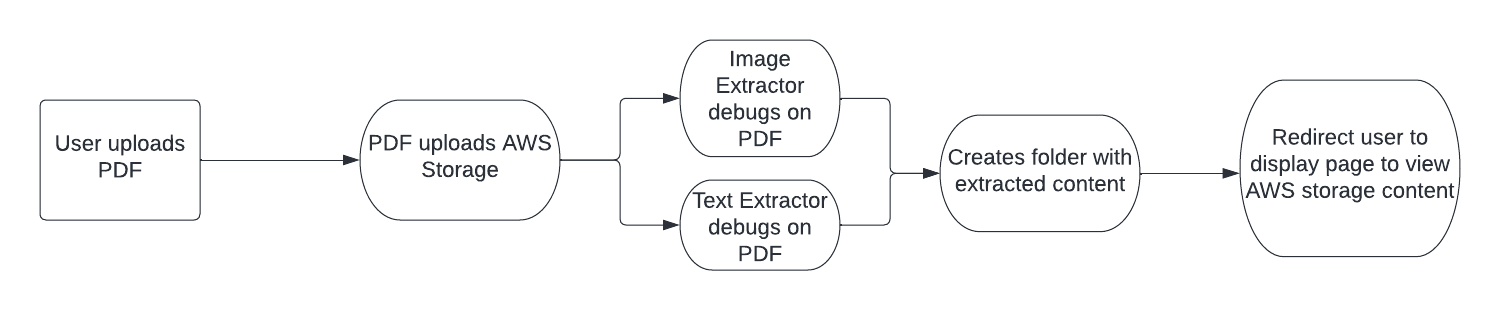 User uploads
PDF
PDF uploads AWS
Storage
Image
Extractor
debugs on
PDF
Text Extractor
debugs on
PDF
Creates folder with
extracted content
Redirect user to
display page to view
AWS storage content